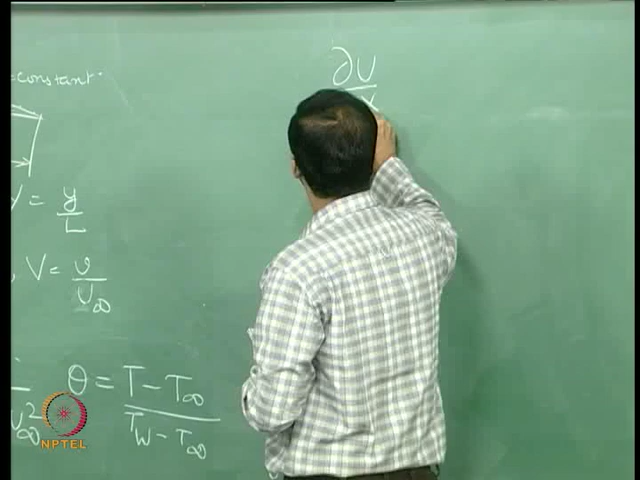 = constant.
∂U
Y = y/L
, V = v/U∞
U∞² θ = (T − T∞)/(Tw − T∞)
NPTEL